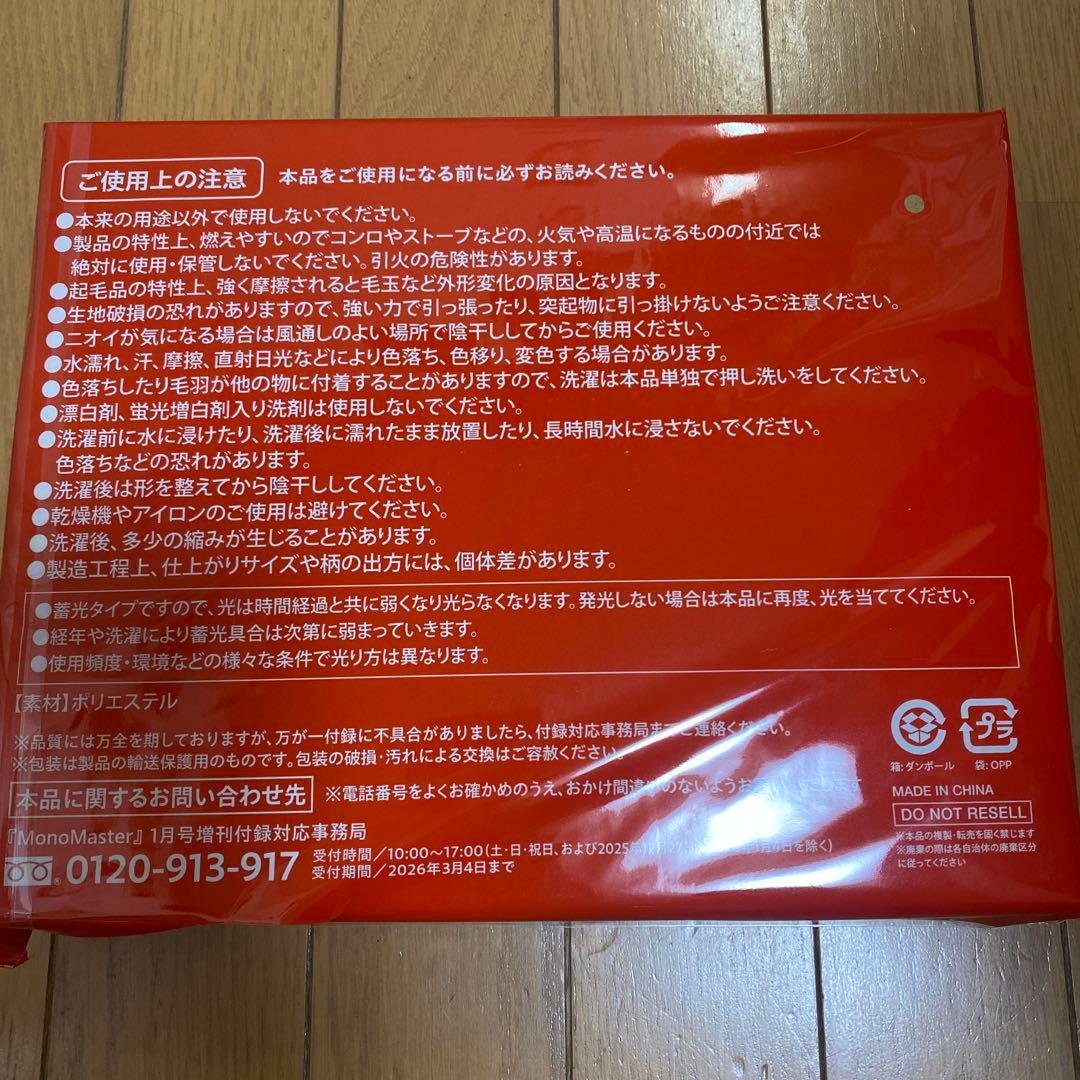 ご使用上の注意 本品をご使用になる前に必ずお読みください。
●本来の用途以外で使用しないでください。
●製品の特性上、燃えやすいのでコンロやストーブなどの、火気や高温になるものの付近では
絶対に使用・保管しないでください。引火の危険性があります。
●起毛品の特性上、強く摩擦されると毛玉など外形変化の原因となります。
●生地破損の恐れがありますので、強い力で引っ張ったり、突起物に引っ掛けないようご注意ください。
●ニオイが気になる場合は風通しのよい場所で陰干ししてからご使用ください。
●水濡れ、汗、摩擦、直射日光などにより色落ち、色移り、変色する場合があります。
●色落ちしたり毛羽が他の物に付着することがありますので、洗濯は本品単独で押し洗いをしてください。
●漂白剤、蛍光増白剤入り洗剤は使用しないでください。
●洗濯前に水に浸けたり、洗濯後に濡れたまま放置したり、長時間水に浸さないでください。
色落ちなどの恐れがあります。
●洗濯後は形を整えてから陰干ししてください。
●乾燥機やアイロンのご使用は避けてください。
●洗濯後、多少の縮みが生じることがあります。
●製造工程上、仕上がりサイズや柄の出方には、個体差があります。
●蓄光タイプですので、光は時間経過と共に弱くなり光らなくなります。発光しない場合は本品に再度、光を当ててください。
●経年や洗濯により蓄光具合は次第に弱まっていきます。
●使用頻度・環境などの様々な条件で光り方は異なります。
【素材】ポリエステル
※品質には万全を期しておりますが、万が一付録に不具合がありましたら、付録対応事務局までご連絡ください。
※包装は製品の輸送保護用のものです。包装の破損・汚れによる交換はご容赦ください。
本品に関するお問い合わせ先 ※電話番号をよくお確かめのうえ、おかけ間違いのないようお
『MonoMaster』1月号増刊付録対応事務局
0120-913-917
受付時間／10:00〜17:00(土・日・祝日、および2025年12月27 1月4日を除く)
受付期間／2026年3月4日まで
プラ
箱:ダンボール 袋:OPP
MADE IN CHINA
DO NOT RESELL
※本品の複製・転売を固く禁じます
※廃棄の際は各自治体の廃棄区分
に従ってください